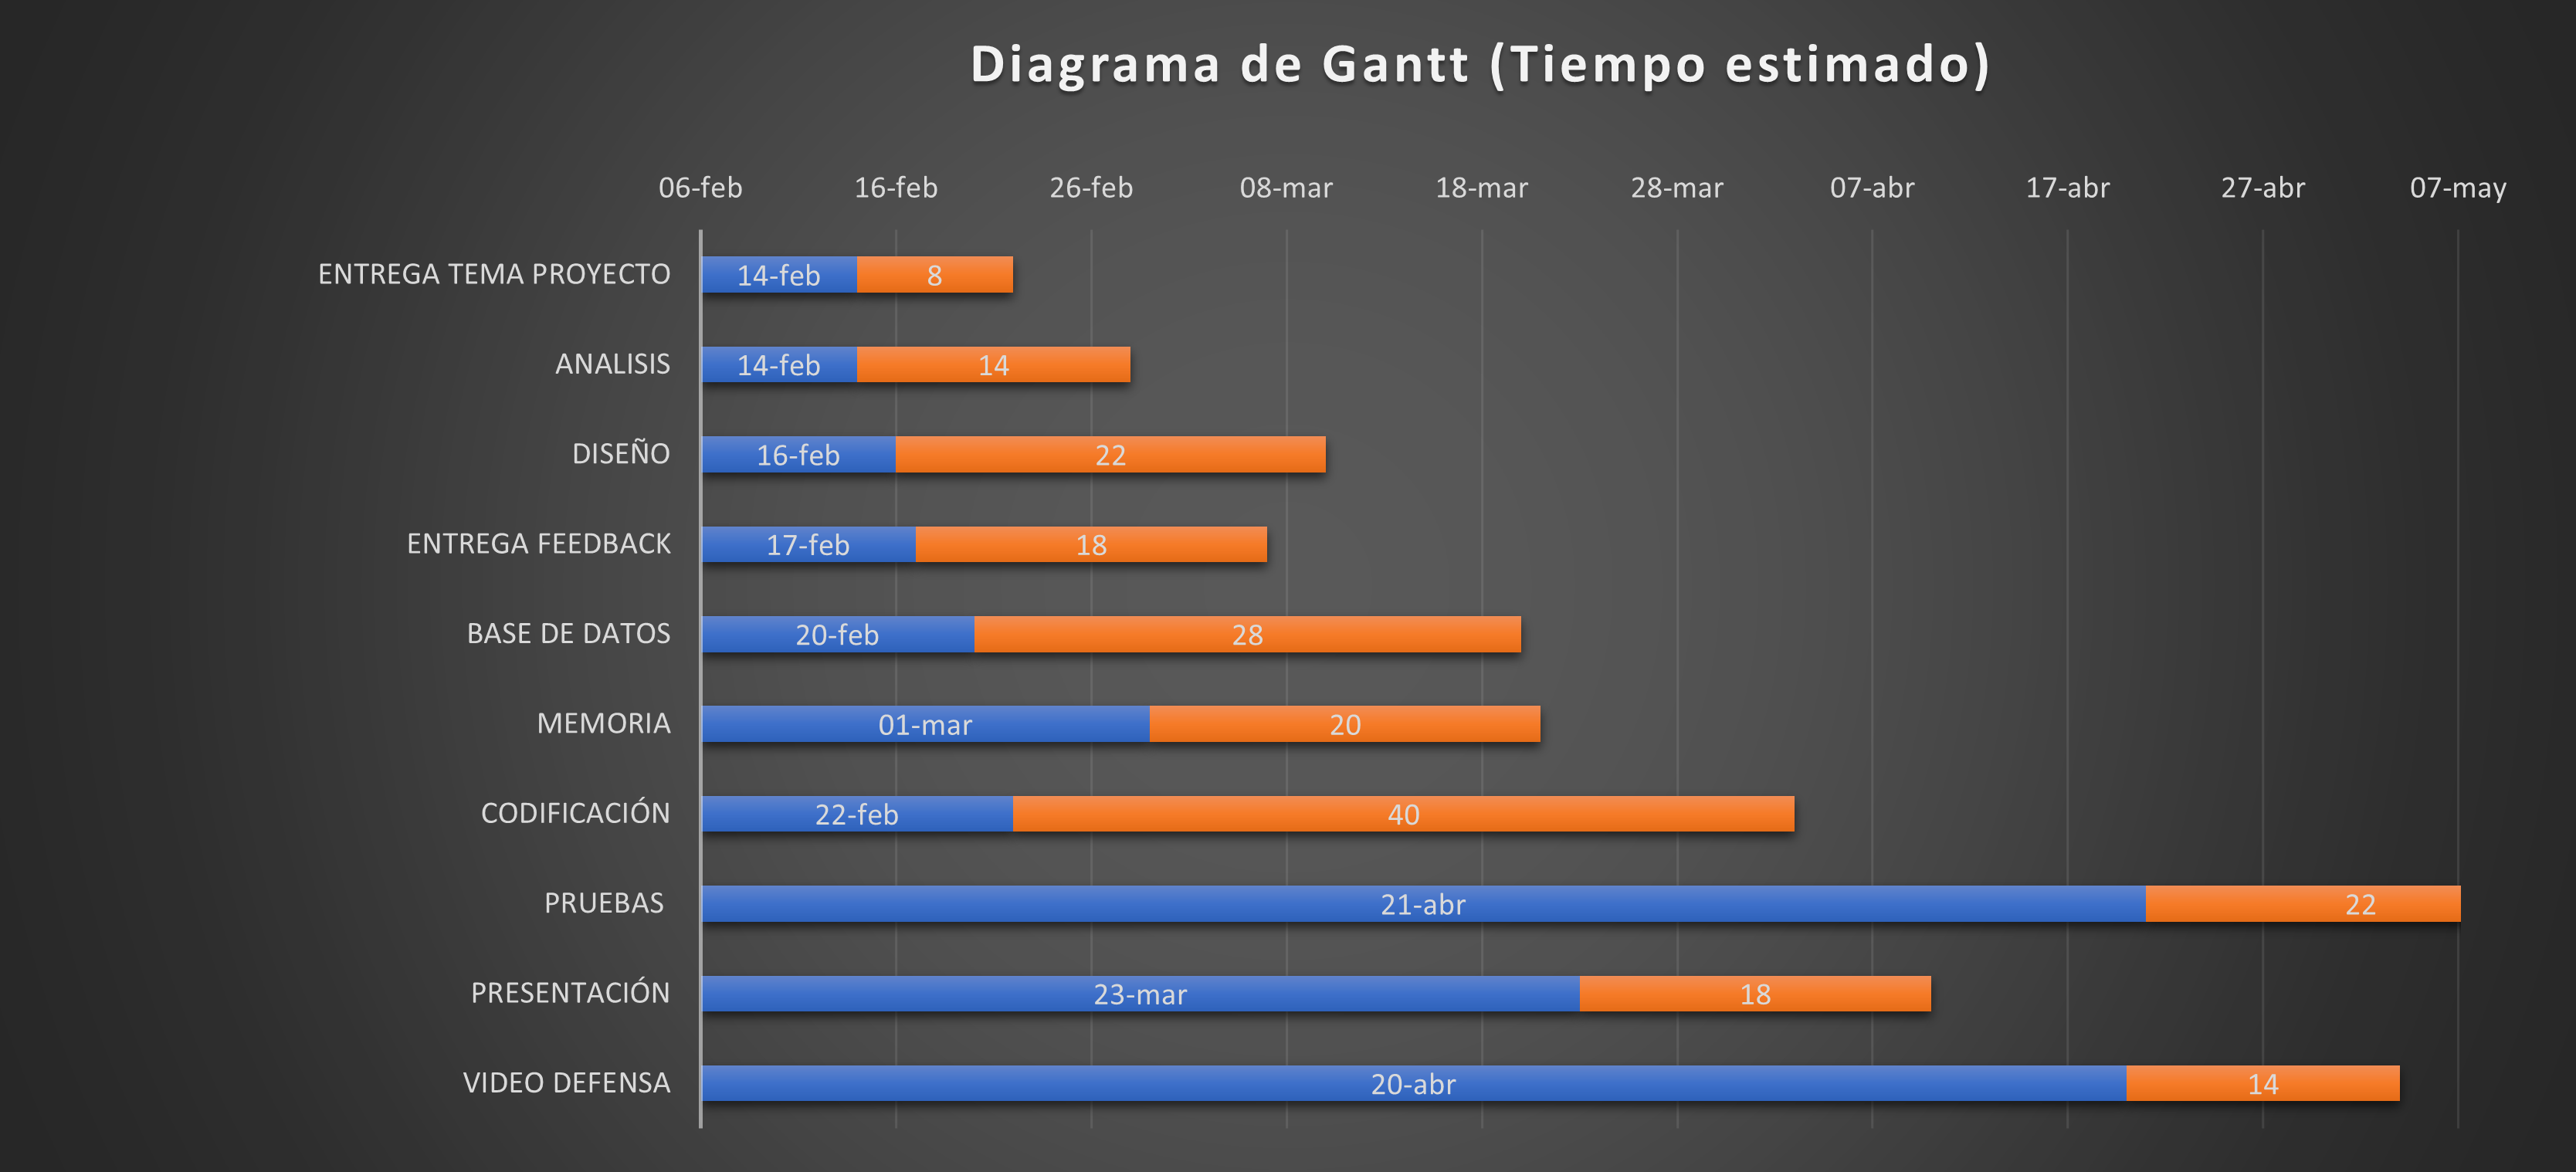 Diagrama de Gantt (Tiempo estimado)
06-feb 16-feb 26-feb 08-mar 18-mar 28-mar 07-abr 17-abr 27-abr 07-may
ENTREGA TEMA PROYECTO 14-feb 8
ANALISIS 14-feb 14
DISEÑO 16-feb 22
ENTREGA FEEDBACK 17-feb 18
BASE DE DATOS 20-feb 28
MEMORIA 01-mar 20
CODIFICACIÓN 22-feb 40
PRUEBAS 21-abr 22
PRESENTACIÓN 23-mar 18
VIDEO DEFENSA 20-abr 14